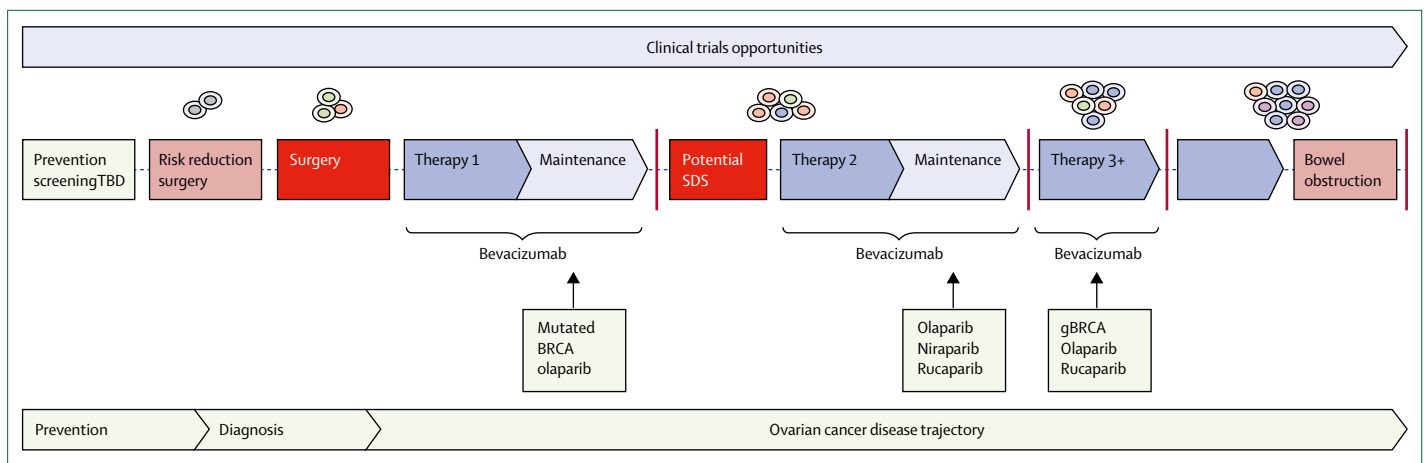 Clinical trials opportunities
Prevention
screeningTBD
Risk reduction
surgery
Surgery
Therapy 1
Maintenance
Potential
SDS
Therapy 2
Maintenance
Therapy 3+
Bowel
obstruction
Bevacizumab
Bevacizumab
Bevacizumab
Mutated
BRCA
olaparib
Olaparib
Niraparib
Rucaparib
gBRCA
Olaparib
Rucaparib
Prevention
Diagnosis
Ovarian cancer disease trajectory